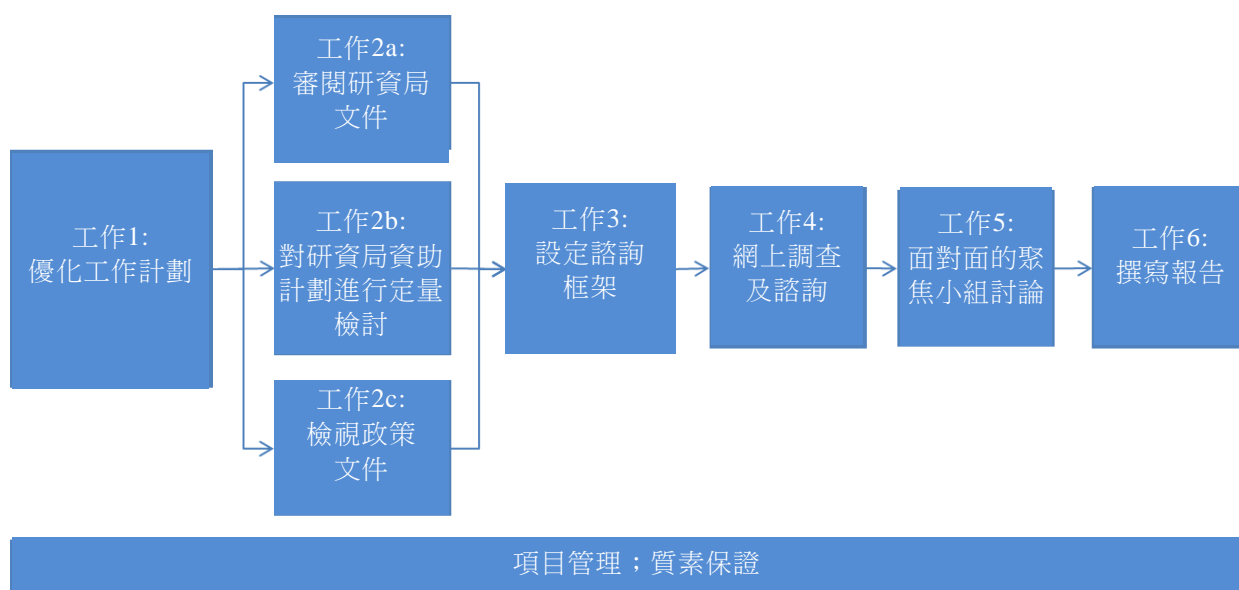 工作1:
優化工作計劃
工作2a:
審閱研資局
文件
工作2b:
對研資局資助
計劃進行定量
檢討
工作2c:
檢視政策
文件
工作3:
設定諮詢
框架
工作4:
網上調查
及諮詢
工作5:
面對面的聚
焦小組討論
工作6:
撰寫報告
項目管理；質素保證